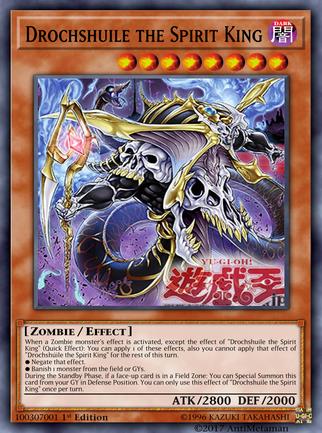 Drochshuile the Spirit King
DARK
闇
YU-GI-OH!
遊戯王
.jp
[Zombie / Effect]
When a Zombie monster's effect is activated, except the effect of "Drochshuile the Spirit
King" (Quick Effect): You can apply 1 of these effects, also you cannot apply that effect of
"Drochshuile the Spirit King" for the rest of this turn.
● Negate that effect.
● Banish 1 monster from the field or GYs.
During the Standby Phase, if a face-up card is in a Field Zone: You can Special Summon this
card from your GY in Defense Position. You can only use this effect of "Drochshuile the Spirit
King" once per turn.
ATK/2800 DEF/2000
100307001 1st Edition
©1996 KAZUKI TAKAHASHI
©2017 AntiMetaman